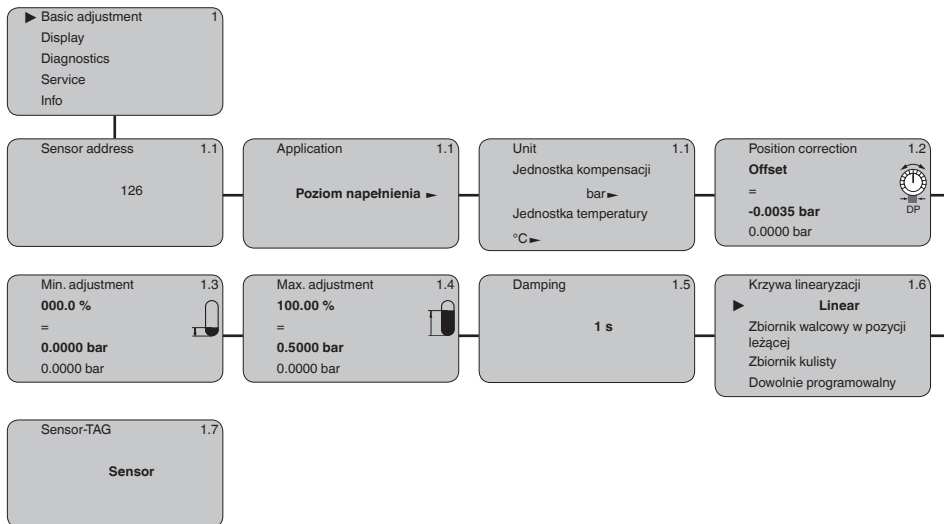 ► Basic adjustment 1
Display
Diagnostics
Service
Info
Sensor address 1.1
126
Application 1.1
Poziom napełnienia ►
Unit 1.1
Jednostka kompensacji
bar ►
Jednostka temperatury
°C ►
Position correction 1.2
Offset
=
-0.0035 bar
0.0000 bar
DP
Min. adjustment 1.3
000.0 %
=
0.0000 bar
0.0000 bar
Max. adjustment 1.4
100.00 %
=
0.5000 bar
0.0000 bar
Damping 1.5
1 s
Krzywa linearyzacji 1.6
► Linear
Zbiornik walcowy w pozycji
leżącej
Zbiornik kulisty
Dowolnie programowalny
Sensor-TAG 1.7
Sensor